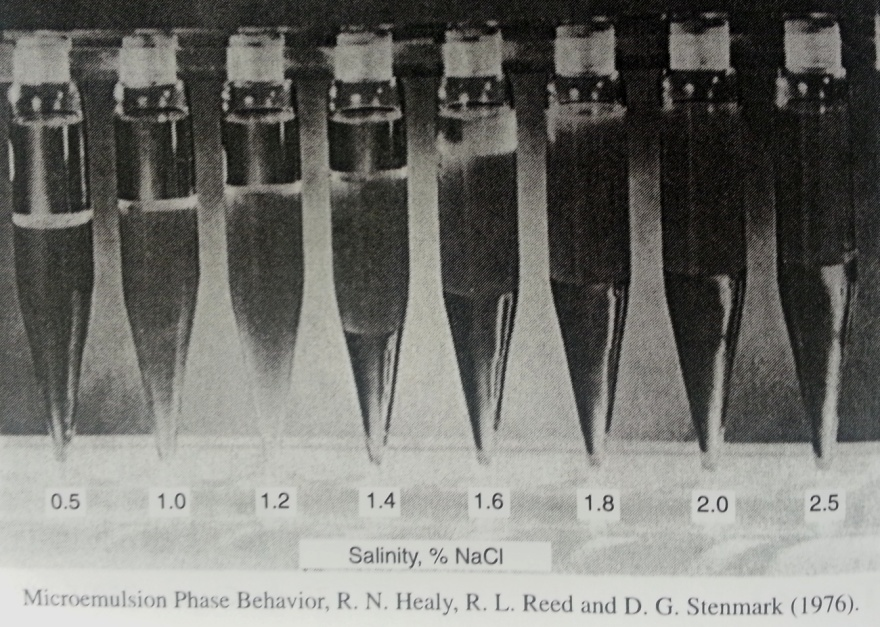 0.5 1.0 1.2 1.4 1.6 1.8 2.0 2.5
Salinity, % NaCl
Microemulsion Phase Behavior, R. N. Healy, R. L. Reed and D. G. Stenmark (1976).